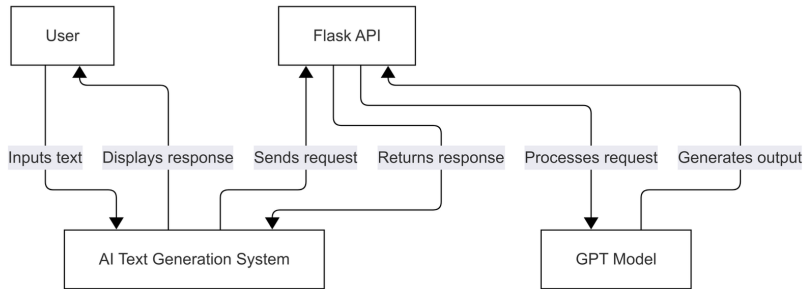 User
Flask API
Inputs text
Displays response
Sends request
Returns response
Processes request
Generates output
AI Text Generation System
GPT Model